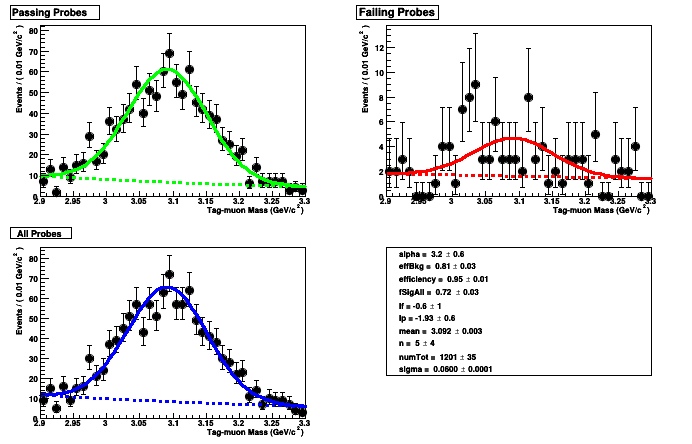 Passing Probes
Events / ( 0.01 GeV/c² )
80
70
60
50
40
30
20
10
0
2.9 2.95 3 3.05 3.1 3.15 3.2 3.25 3.3
Tag-muon Mass (GeV/c²)
Failing Probes
Events / ( 0.01 GeV/c² )
12
10
8
6
4
2
0
2.9 2.95 3 3.05 3.1 3.15 3.2 3.25 3.3
Tag-muon Mass (GeV/c²)
All Probes
Events / ( 0.01 GeV/c² )
80
70
60
50
40
30
20
10
0
2.9 2.95 3 3.05 3.1 3.15 3.2 3.25 3.3
Tag-muon Mass (GeV/c²)
alpha = 3.2 ± 0.6
effBkg = 0.81 ± 0.03
efficiency = 0.95 ± 0.01
fSigAll = 0.72 ± 0.03
lf = -0.6 ± 1
lp = -1.93 ± 0.6
mean = 3.092 ± 0.003
n = 5 ± 4
numTot = 1201 ± 35
sigma = 0.0600 ± 0.0001